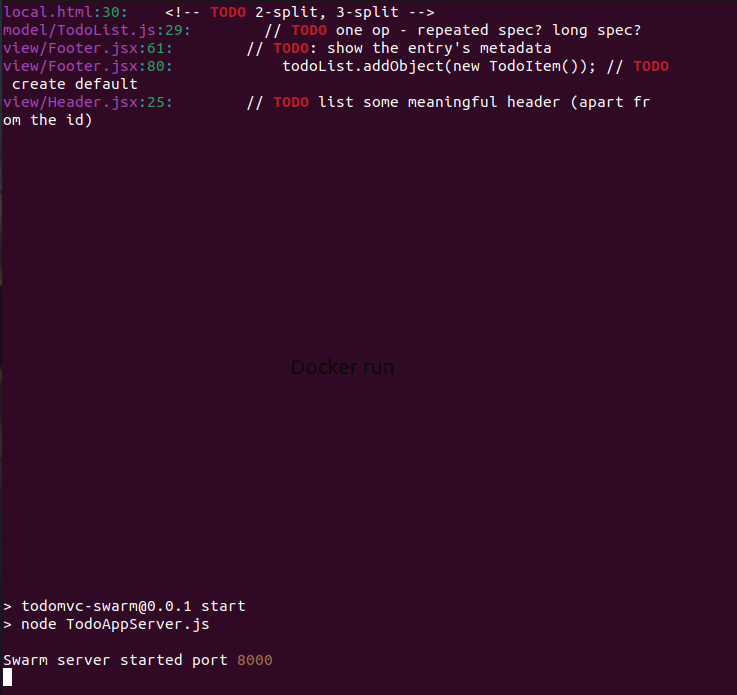 local.html:30:    <!-- TODO 2-split, 3-split -->
model/TodoList.js:29:        // TODO one op - repeated spec? long spec?
view/Footer.jsx:61:        // TODO: show the entry's metadata
view/Footer.jsx:80:            todoList.addObject(new TodoItem()); // TODO
 create default
view/Header.jsx:25:        // TODO list some meaningful header (apart fr
om the id)
Docker run
> todomvc-swarm@0.0.1 start
> node TodoAppServer.js
Swarm server started port 8000